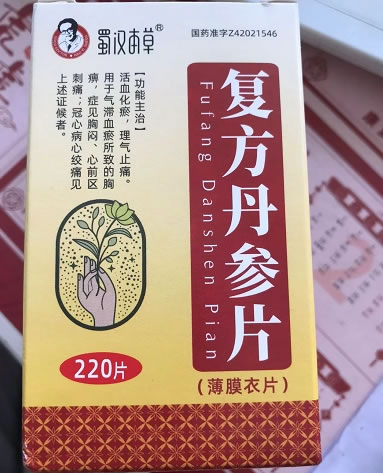 蜀汉本草®
国药准字Z42021546
复方丹参片
Fufang Danshen Pian
(薄膜衣片)
【功能主治】
活血化瘀，理气止痛。
用于气滞血瘀所致的胸
痹，症见胸闷、心前区
刺痛；冠心病心绞痛见
上述证候者。
220片